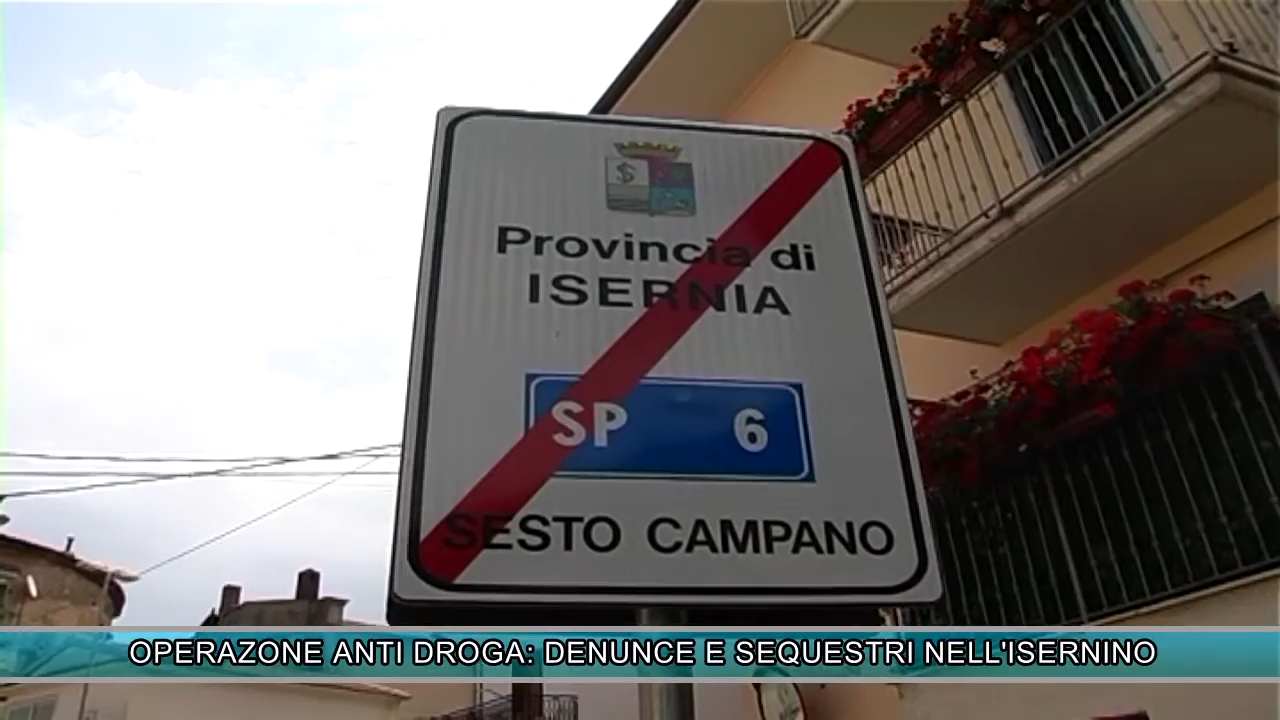 Provincia di
ISERNIA
SP 6
SESTO CAMPANO
OPERAZONE ANTI DROGA: DENUNCE E SEQUESTRI NELL'ISERNINO